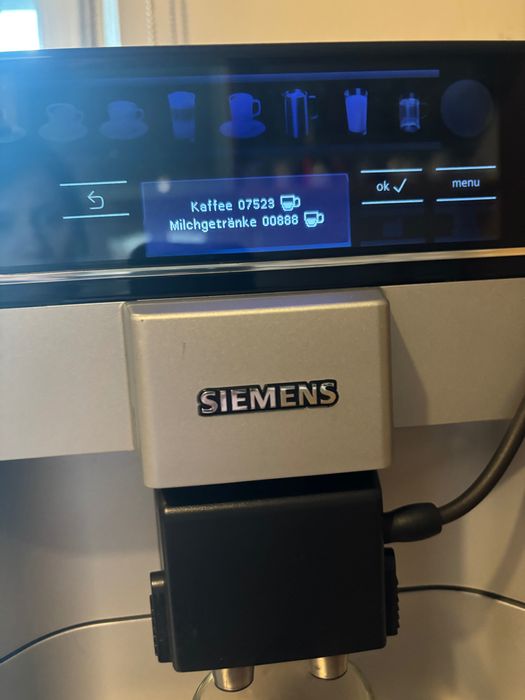 ok
menu
Kaffee 07523
Milchgetränke 00888
SIEMENS